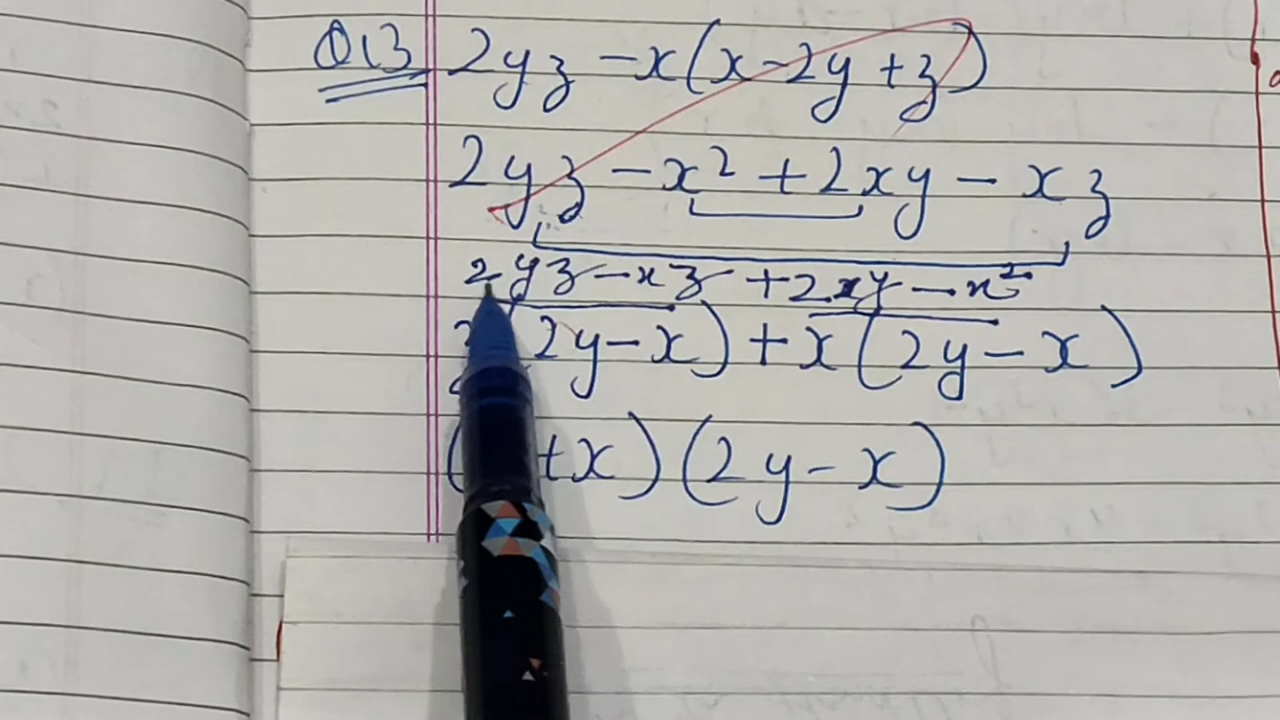 Q13 2yz - x(x - 2y + z)
2yz - x² + 2xy - xz
2yz - xz + 2xy - x²
(2y - x) + x(2y - x)
( + x)(2y - x)